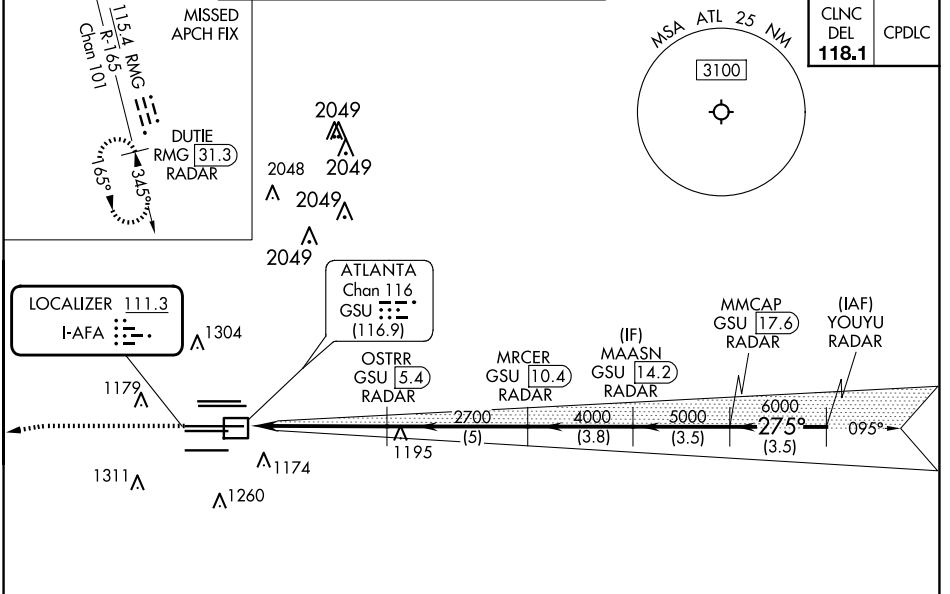 MISSED
APCH FIX
115.4 RMG
R-165
Chan 101
DUTIE
RMG 31.3
RADAR
165°
345°
MSA ATL 25 NM
3100
CLNC
DEL
118.1
CPDLC
2049
2049
2048
2049
2049
LOCALIZER 111.3
I-AFA
1304
ATLANTA
Chan 116
GSU
(116.9)
1179
OSTRR
GSU 5.4
RADAR
MRCER
GSU 10.4
RADAR
(IF)
MAASN
GSU 14.2
RADAR
MMCAP
GSU 17.6
RADAR
(IAF)
YOUYU
RADAR
2700
(5)
4000
(3.8)
5000
(3.5)
6000
275°
(3.5)
095°
1195
1174
1311
1260